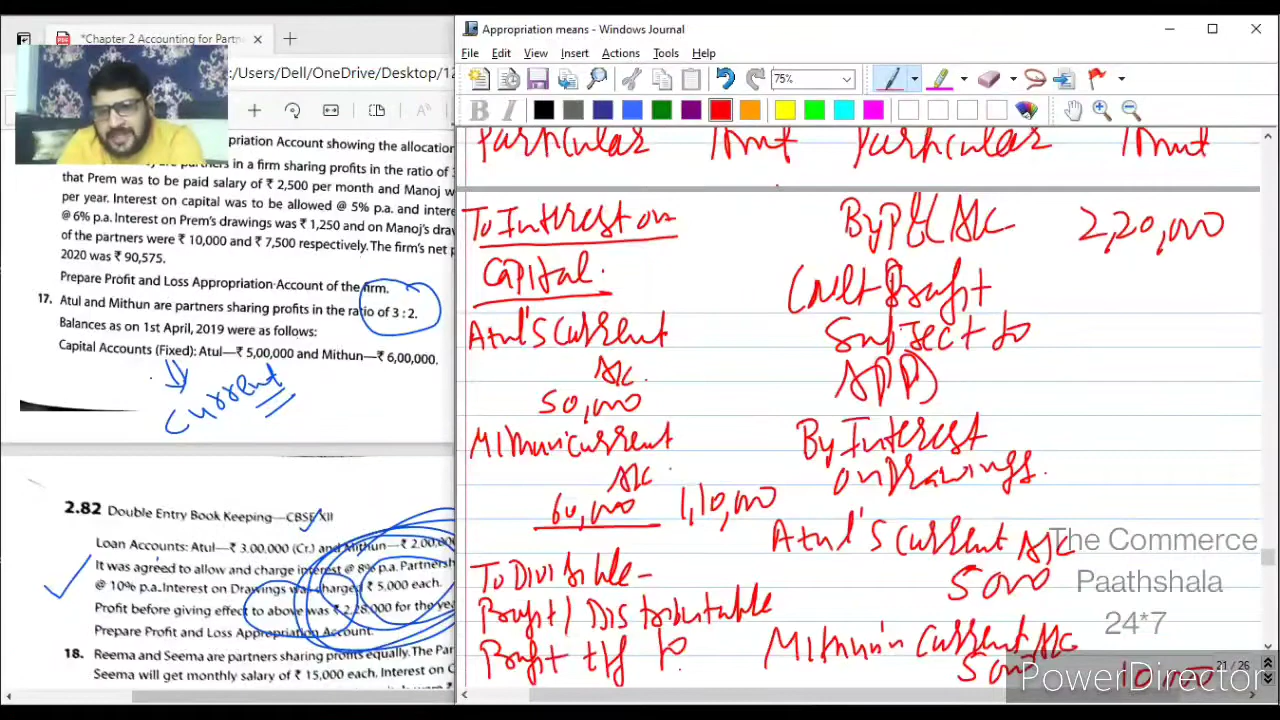 *Chapter 2 Accounting for Partn
:/Users/Dell/OneDrive/Desktop/12
priation Account showing the allocation
partners in a firm sharing profits in the ratio of 3
that Prem was to be paid salary of ₹ 2,500 per month and Manoj w
per year. Interest on capital was to be allowed @ 5% p.a. and intere
@ 6% p.a. Interest on Prem's drawings was ₹ 1,250 and on Manoj's draw
of the partners were ₹ 10,000 and ₹ 7,500 respectively. The firm's net p
2020 was ₹ 90,575.
Prepare Profit and Loss Appropriation Account of the firm.
17. Atul and Mithun are partners sharing profits in the ratio of 3 : 2.
Balances as on 1st April, 2019 were as follows:
Capital Accounts (Fixed): Atul—₹ 5,00,000 and Mithun—₹ 6,00,000.
Current
2.82 Double Entry Book Keeping—CBSE XII
Loan Accounts: Atul—₹ 3,00,000 (Cr.) and Mithun—₹ 2,00,000
It was agreed to allow and charge interest @ 8% p.a. Partnersh
@ 10% p.a. Interest on Drawings was charged ₹ 5,000 each.
Profit before giving effect to above was ₹ 2,28,000 for the ye
Prepare Profit and Loss Appropriation Account.
18. Reema and Seema are partners sharing profits equally. The Par
Seema will get monthly salary of ₹ 15,000 each. Interest on C
Appropriation means - Windows Journal
File Edit View Insert Actions Tools Help
75%
B I
Particular Amt Particular Amt
To Interest on
Capital.
Atul's Current
A/c
50,000
Mithun's current
A/c
60,000 1,10,000
To Divisible
Profit / Distributable
Profit t/f to
By P&L A/c 2,20,000
(Net Profit
Subject to
APP)
By Interest
on Drawings.
Atul's Current A/c
5000
Mithun's Current A/c
5000 10,000
The Commerce
Paathshala
24*7
21 / 26
PowerDirector